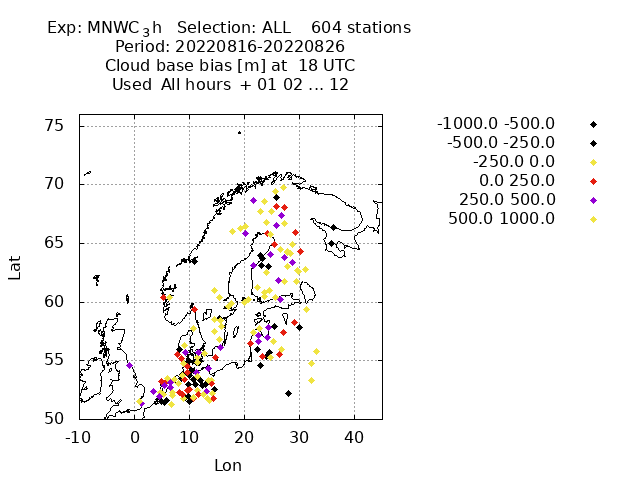 Exp: MNWC₃h   Selection: ALL    604 stations
Period: 20220816-20220826
Cloud base bias [m] at  18 UTC
Used  All hours  + 01 02 ... 12
-1000.0 -500.0
-500.0 -250.0
-250.0 0.0
0.0 250.0
250.0 500.0
500.0 1000.0
75
70
65
60
55
50
Lat
-10 0 10 20 30 40
Lon